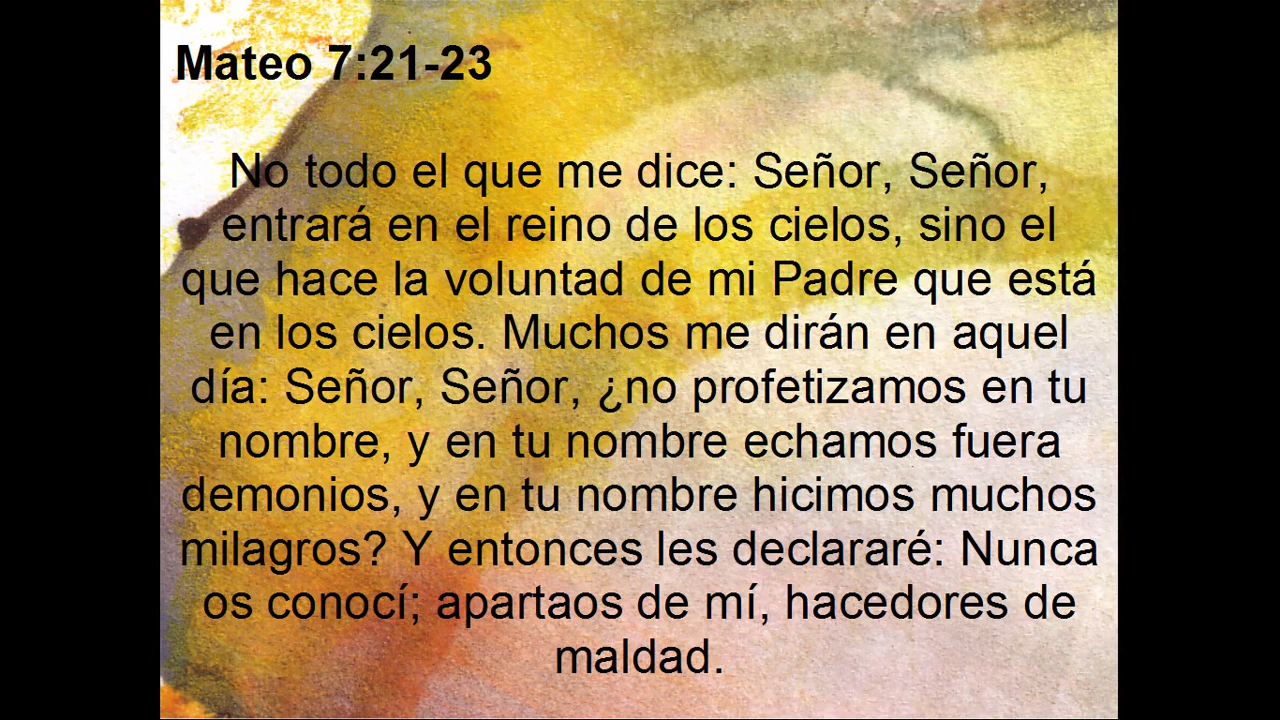 Mateo 7:21-23
No todo el que me dice: Señor, Señor,
entrará en el reino de los cielos, sino el
que hace la voluntad de mi Padre que está
en los cielos. Muchos me dirán en aquel
día: Señor, Señor, ¿no profetizamos en tu
nombre, y en tu nombre echamos fuera
demonios, y en tu nombre hicimos muchos
milagros? Y entonces les declararé: Nunca
os conocí; apartaos de mí, hacedores de
maldad.